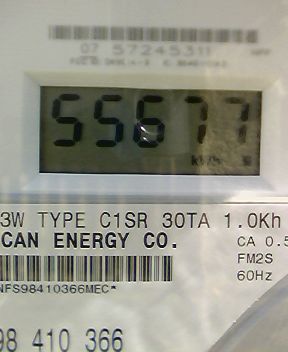 07 57245311
55677
kWh
3W TYPE C1SR 30TA 1.0Kh
CAN ENERGY CO.
CA 0.5
FM2S
60Hz
NFS98410366MEC*
98 410 366